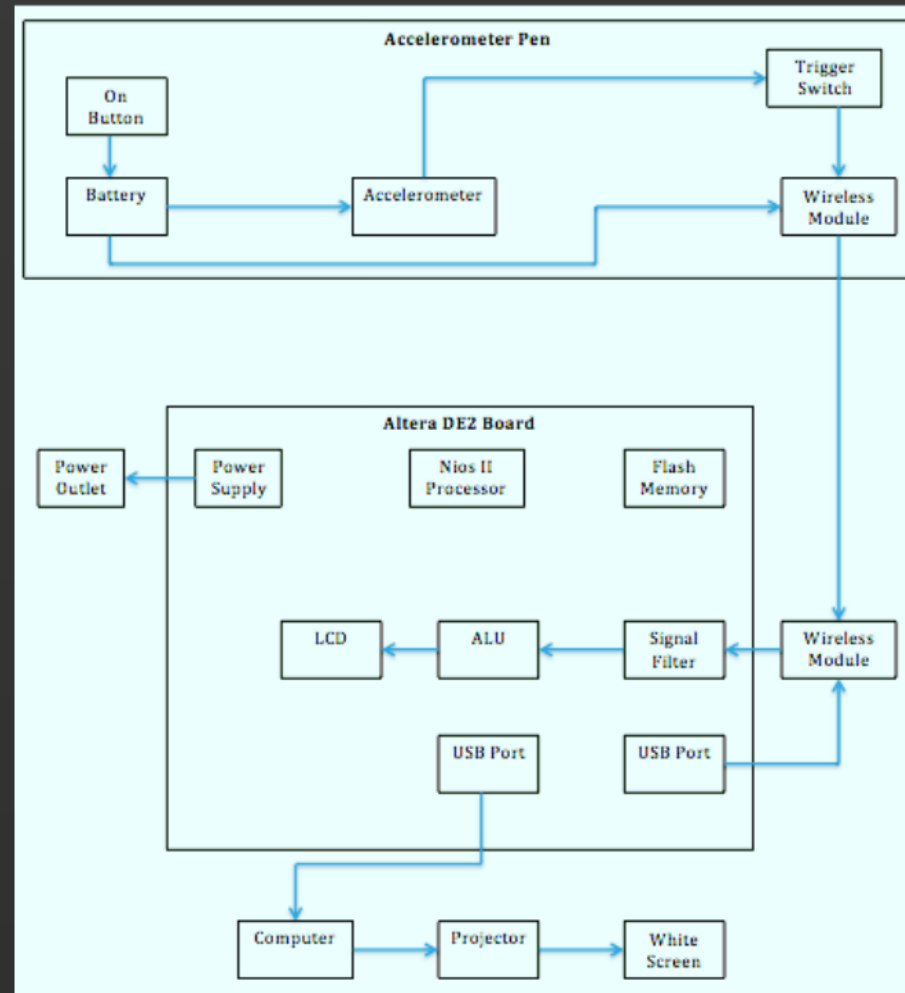 Accelerometer Pen
On
Button
Trigger
Switch
Battery
Accelerometer
Wireless
Module
Altera DE2 Board
Power
Outlet
Power
Supply
Nios II
Processor
Flash
Memory
LCD
ALU
Signal
Filter
Wireless
Module
USB Port
USB Port
Computer
Projector
White
Screen